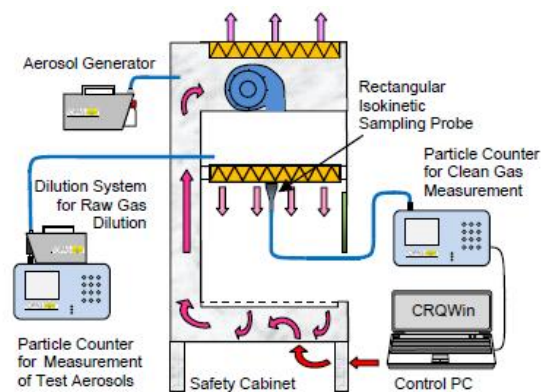 Aerosol Generator
Rectangular
Isokinetic
Sampling Probe
Particle Counter
for Clean Gas
Measurement
Dilution System
for Raw Gas
Dilution
CRQWin
Particle Counter
for Measurement
of Test Aerosols
Safety Cabinet
Control PC